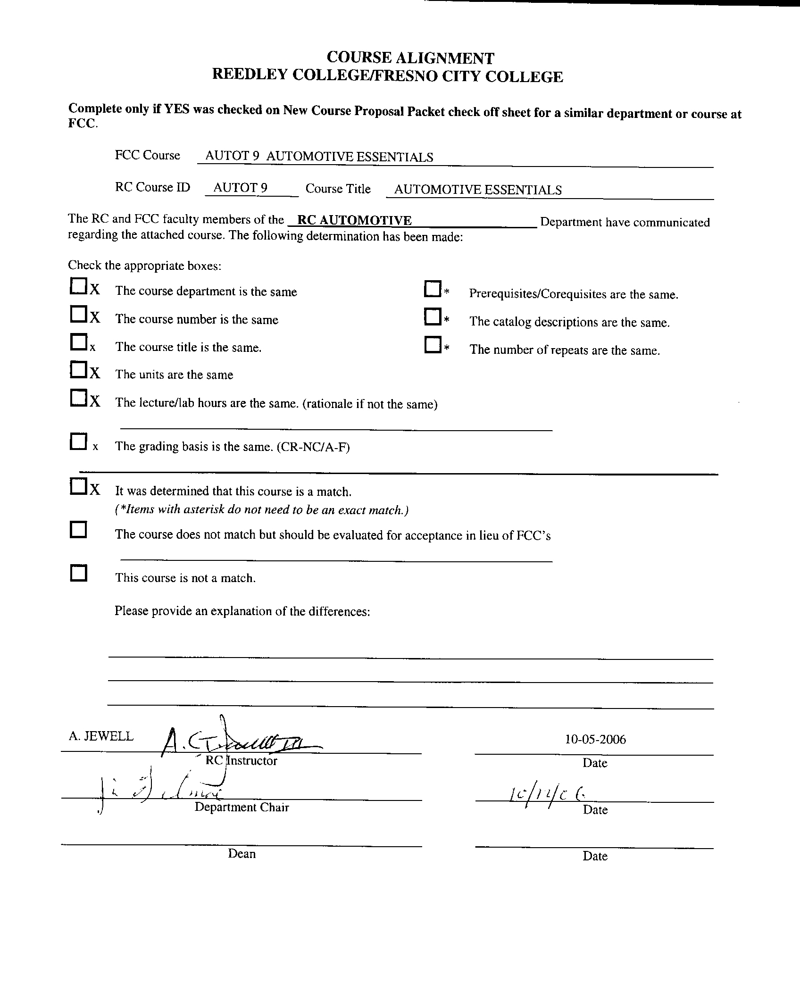 COURSE ALIGNMENT
REEDLEY COLLEGE/FRESNO CITY COLLEGE
Complete only if YES was checked on New Course Proposal Packet check off sheet for a similar department or course at
FCC.
FCC Course AUTOT 9 AUTOMOTIVE ESSENTIALS
RC Course ID AUTOT 9 Course Title AUTOMOTIVE ESSENTIALS
The RC and FCC faculty members of the RC AUTOMOTIVE Department have communicated
regarding the attached course. The following determination has been made:
Check the appropriate boxes:
☐X The course department is the same ☐* Prerequisites/Corequisites are the same.
☐X The course number is the same ☐* The catalog descriptions are the same.
☐x The course title is the same. ☐* The number of repeats are the same.
☐X The units are the same
☐X The lecture/lab hours are the same. (rationale if not the same)
☐ x The grading basis is the same. (CR-NC/A-F)
☐X It was determined that this course is a match.
(*Items with asterisk do not need to be an exact match.)
☐ The course does not match but should be evaluated for acceptance in lieu of FCC's
☐ This course is not a match.
Please provide an explanation of the differences:
A. JEWELL 10-05-2006
RC Instructor Date
10/12/06
Department Chair Date
Dean Date